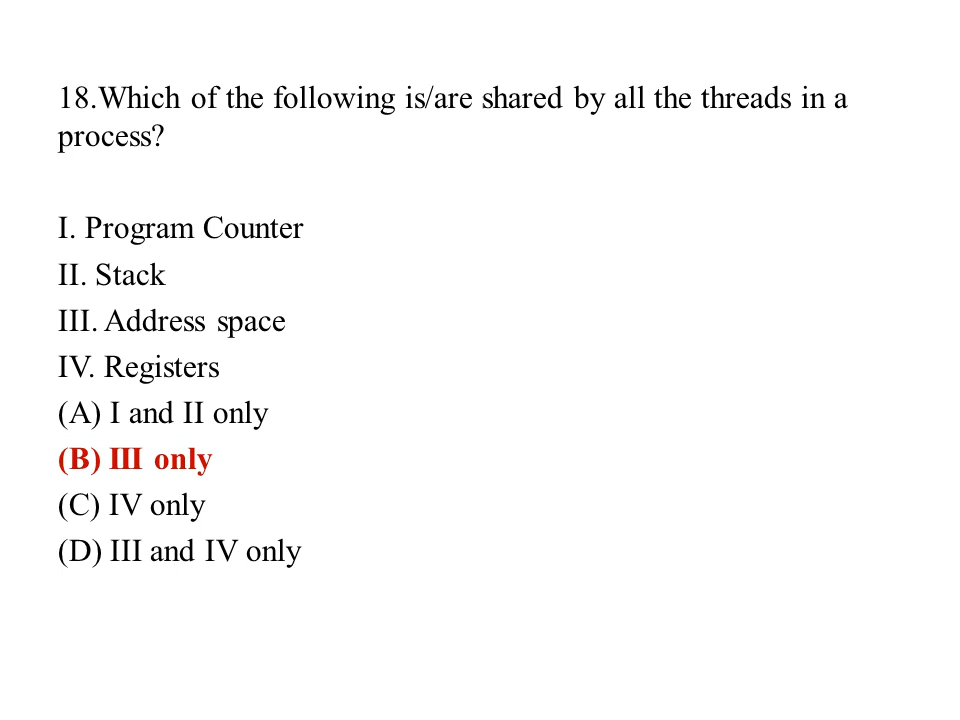 18.Which of the following is/are shared by all the threads in a
process?
I. Program Counter
II. Stack
III. Address space
IV. Registers
(A) I and II only
(B) III only
(C) IV only
(D) III and IV only